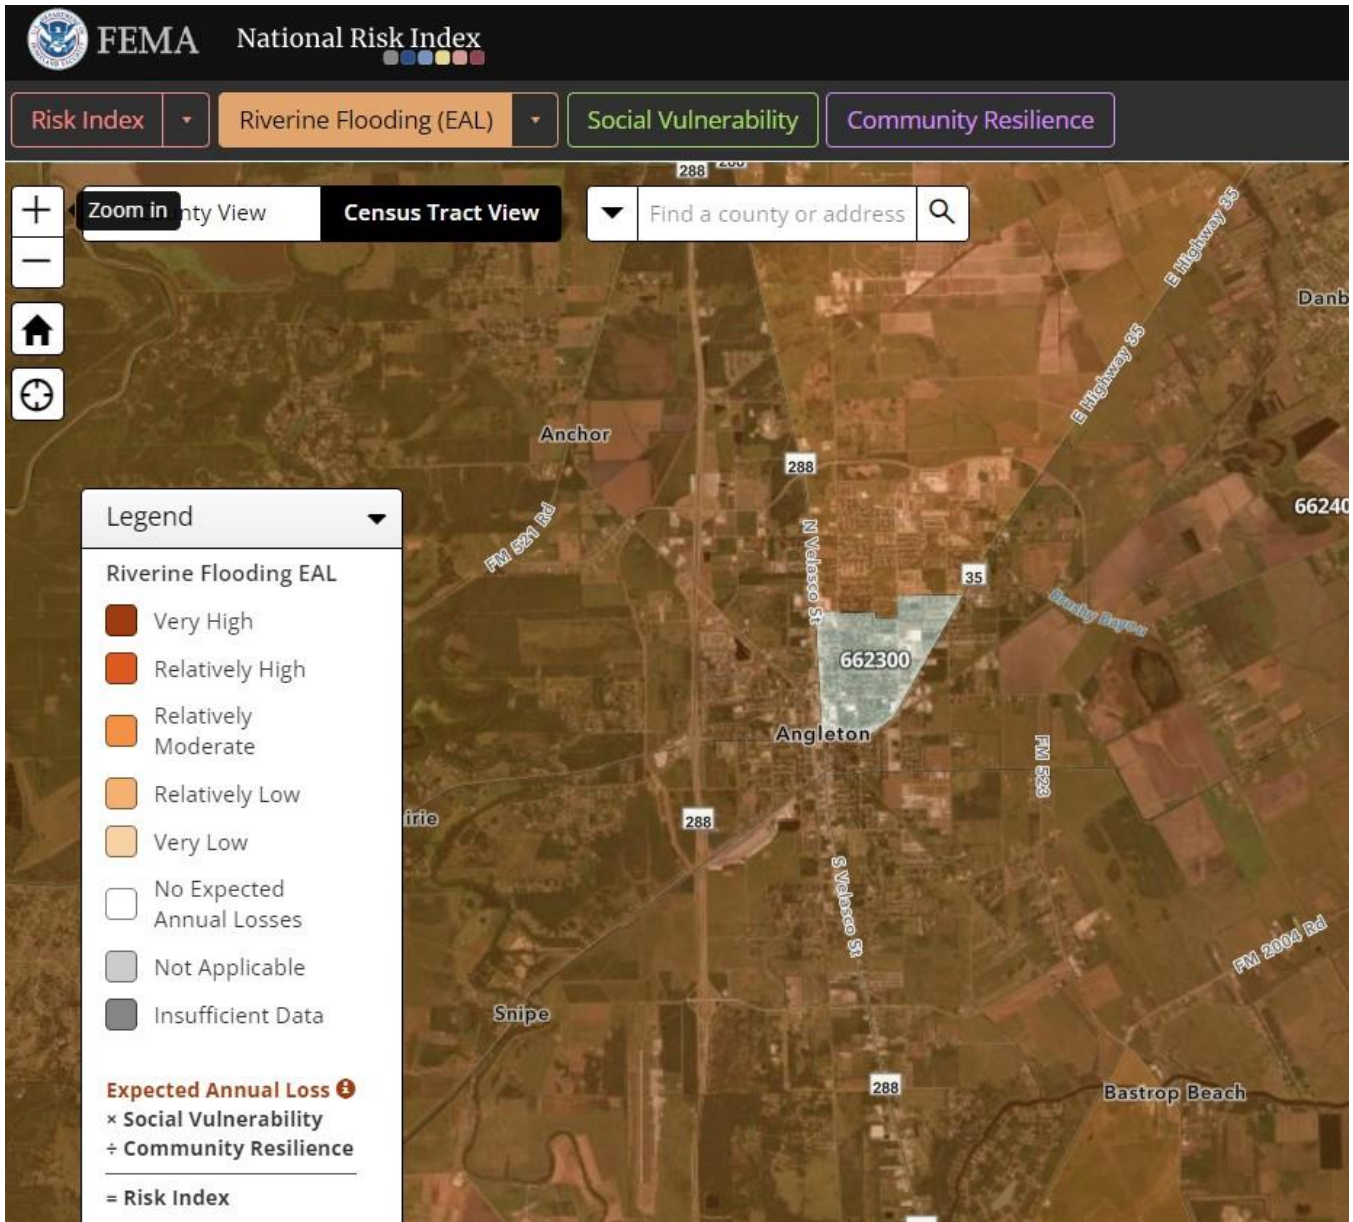 FEMA
National Risk Index
Risk Index
Riverine Flooding (EAL)
Social Vulnerability
Community Resilience
288
Zoom in
nty View
Census Tract View
Find a county or address
E Highway 35
Danb
E Highway 35
Anchor
288
66240
FM 521 Rd
N Velasco St
35
Brushy Bayou
662300
Angleton
FM 523
irie
288
S Velasco St
FM 2004 Rd
Snipe
288
Bastrop Beach
Legend
Riverine Flooding EAL
Very High
Relatively High
Relatively
Moderate
Relatively Low
Very Low
No Expected
Annual Losses
Not Applicable
Insufficient Data
Expected Annual Loss
× Social Vulnerability
÷ Community Resilience
= Risk Index